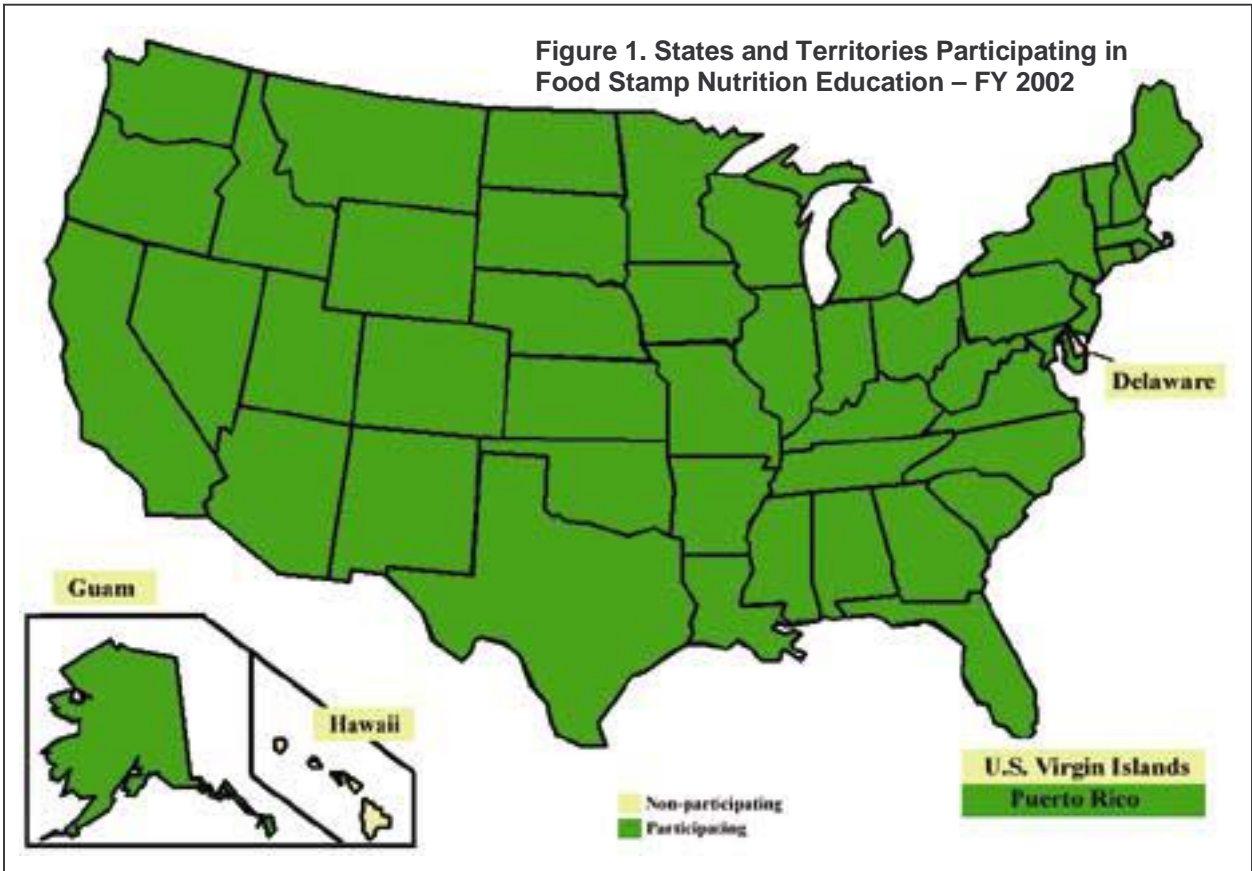 Figure 1. States and Territories Participating in
Food Stamp Nutrition Education – FY 2002
Delaware
Guam
Hawaii
U.S. Virgin Islands
Puerto Rico
Non-participating
Participating